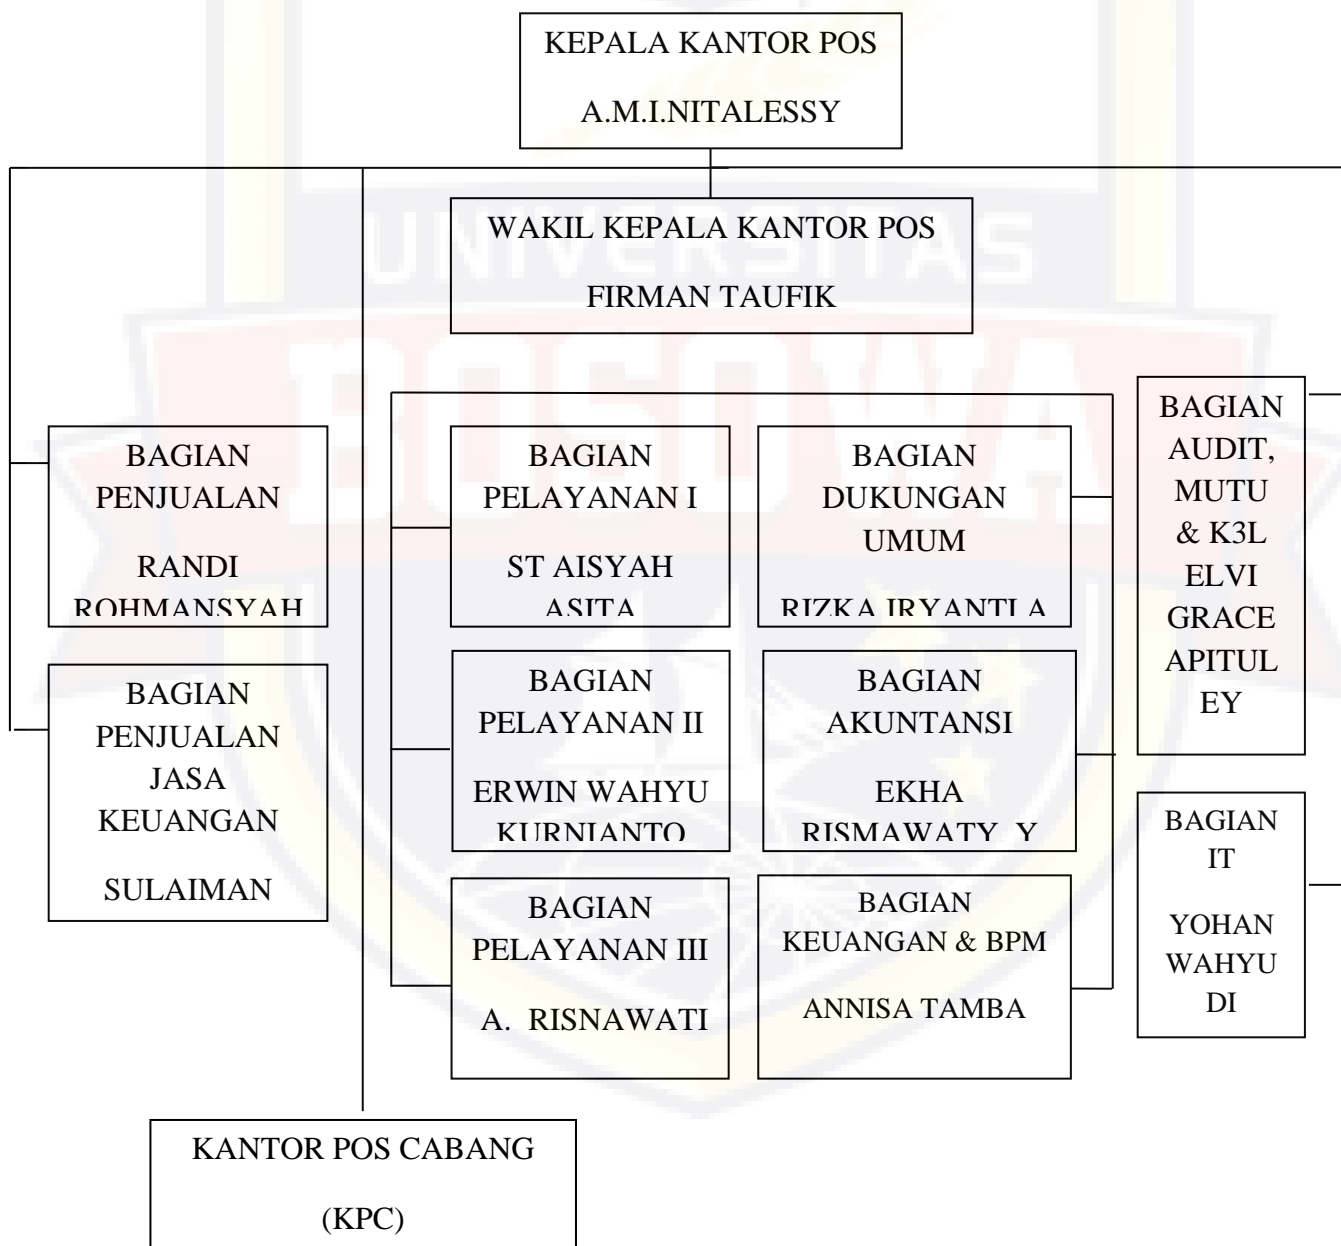 KEPALA KANTOR POS
A.M.I.NITALESSY
WAKIL KEPALA KANTOR POS
FIRMAN TAUFIK
UNIVERSITAS
BOSOWA
BAGIAN
PENJUALAN
RANDI
ROHMANSYAH
BAGIAN
PENJUALAN
JASA
KEUANGAN
SULAIMAN
BAGIAN
PELAYANAN I
ST AISYAH
ASITA
BAGIAN
PELAYANAN II
ERWIN WAHYU
KURNIANTO
BAGIAN
PELAYANAN III
A. RISNAWATI
BAGIAN
DUKUNGAN
UMUM
RIZKA IRYANTI A
BAGIAN
AKUNTANSI
EKHA
RISMAWATY Y
BAGIAN
KEUANGAN & BPM
ANNISA TAMBA
BAGIAN
AUDIT,
MUTU
& K3L
ELVI
GRACE
APITUL
EY
BAGIAN
IT
YOHAN
WAHYU
DI
KANTOR POS CABANG
(KPC)